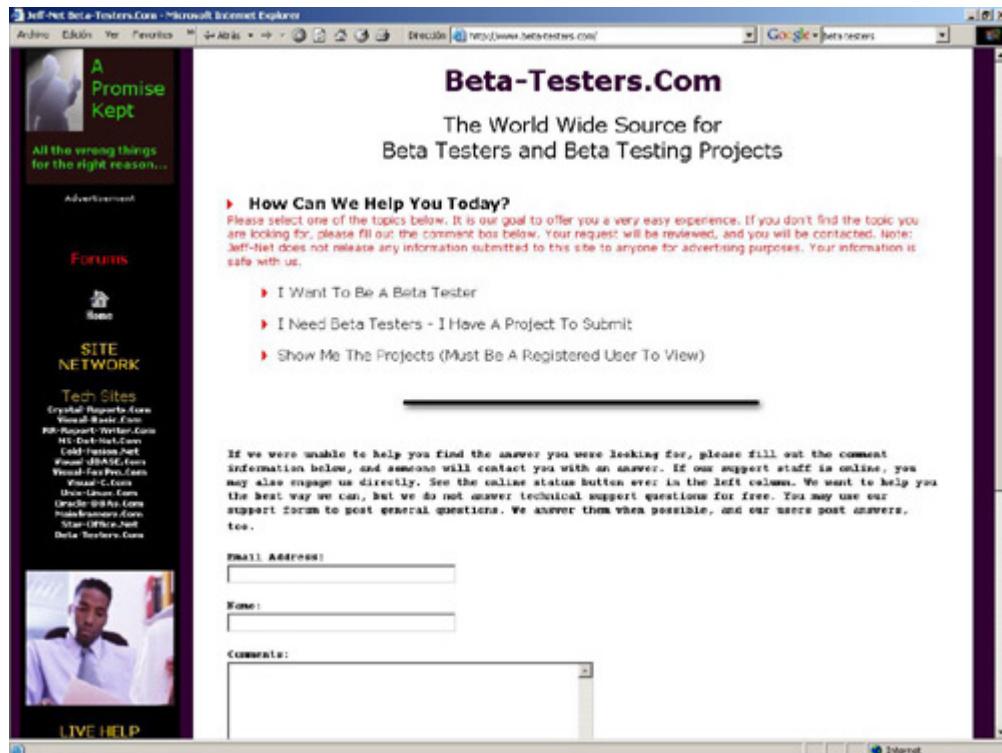 Jeff-Net Beta-Testers.Com - Microsoft Internet Explorer
Archivo Edición Ver Favoritos » Atrás Dirección http://www.beta-testers.com/ Google beta testers
A
Promise
Kept
All the wrong things
for the right reason...
Advertisement
Forums
Home
SITE
NETWORK
Tech Sites
Crystal-Reports.Com
Visual-Basic.Com
RR-Report-Writer.Com
MS-Dot-Net.Com
Cold-Fusion.Net
Visual-dBASE.Com
Visual-FoxPro.Com
Visual-C.Com
Unix-Linux.Com
Oracle-DBAs.Com
Mainframers.Com
Star-Office.Net
Beta-Testers.Com
LIVE HELP
Beta-Testers.Com
The World Wide Source for
Beta Testers and Beta Testing Projects
How Can We Help You Today?
Please select one of the topics below. It is our goal to offer you a very easy experience. If you don't find the topic you
are looking for, please fill out the comment box below. Your request will be reviewed, and you will be contacted. Note:
Jeff-Net does not release any information submitted to this site to anyone for advertising purposes. Your information is
safe with us.
I Want To Be A Beta Tester
I Need Beta Testers - I Have A Project To Submit
Show Me The Projects (Must Be A Registered User To View)
If we were unable to help you find the answer you were looking for, please fill out the comment
information below, and someone will contact you with an answer. If our support staff is online, you
may also engage us directly. See the online status button over in the left column. We want to help you
the best way we can, but we do not answer technical support questions for free. You may use our
support forum to post general questions. We answer them when possible, and our users post answers,
too.
Email Address:
Name:
Comments:
Internet